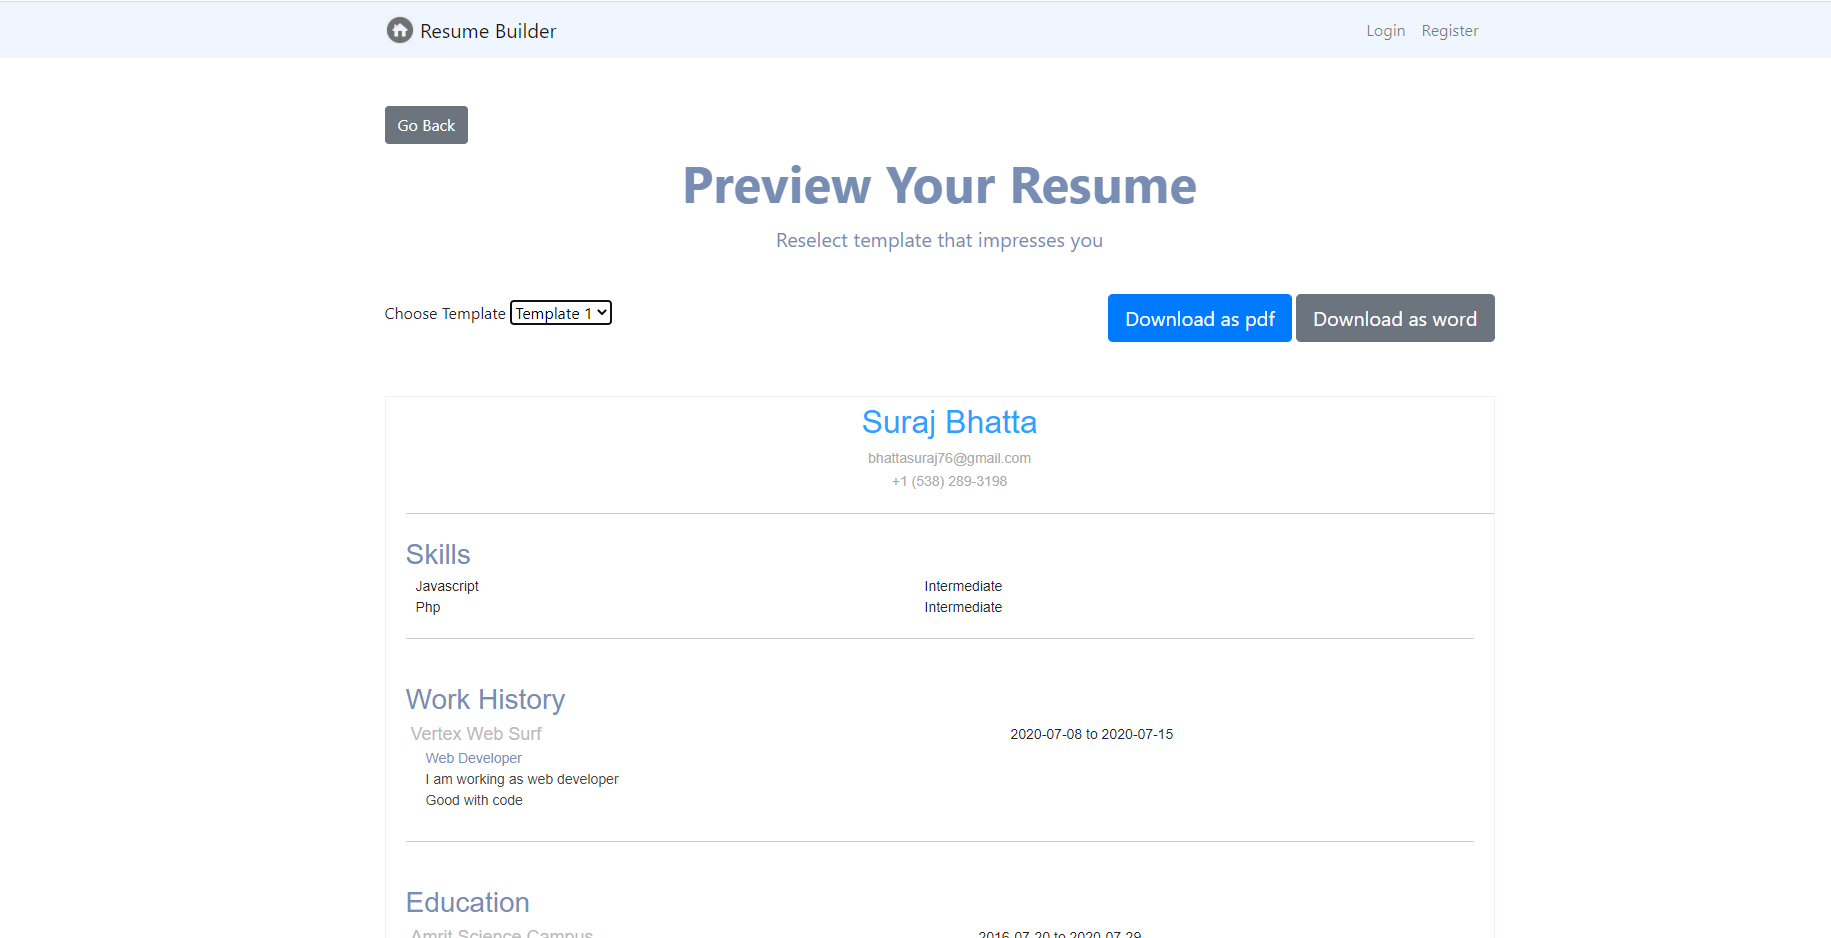 Resume Builder Login Register
Go Back
Preview Your Resume
Reselect template that impresses you
Choose Template Template 1 Download as pdf Download as word
Suraj Bhatta
bhattasuraj76@gmail.com
+1 (538) 289-3198
Skills
Javascript Intermediate
Php Intermediate
Work History
Vertex Web Surf 2020-07-08 to 2020-07-15
Web Developer
I am working as web developer
Good with code
Education
Amrit Science Campus 2016-07-20 to 2020-07-29